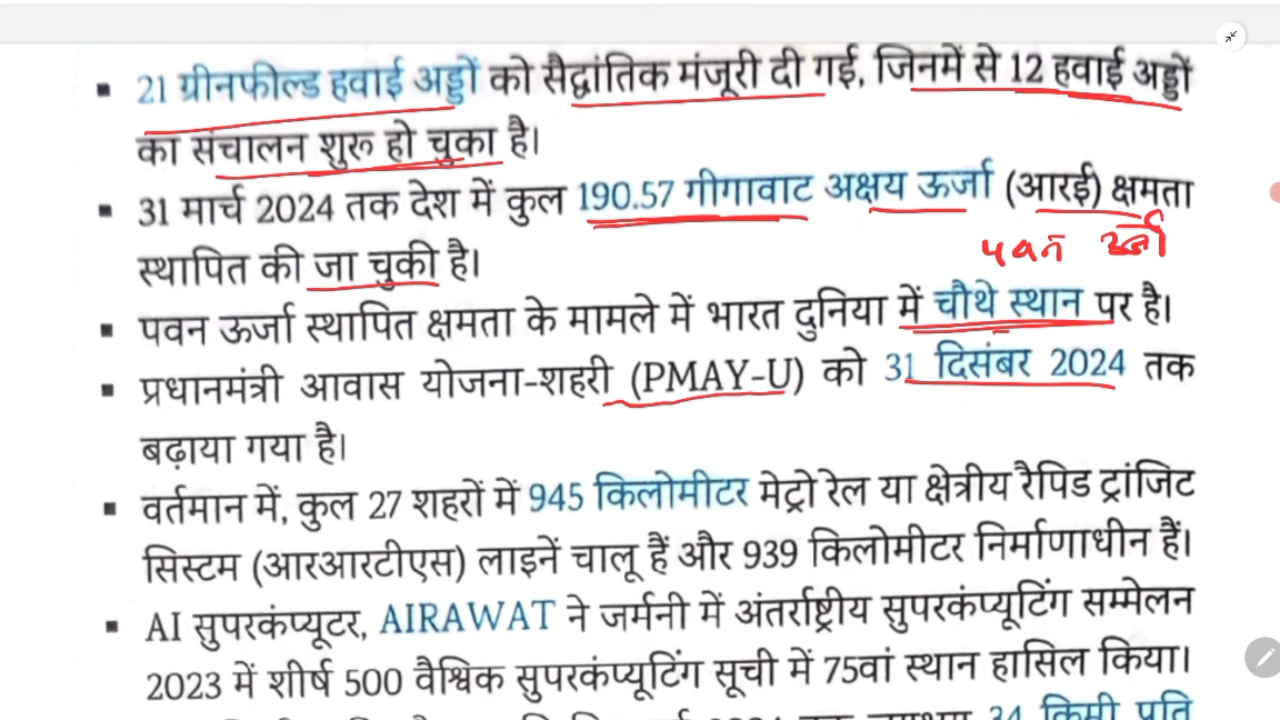 ▪ 21 ग्रीनफील्ड हवाई अड्डों को सैद्धांतिक मंजूरी दी गई, जिनमें से 12 हवाई अड्डों
का संचालन शुरू हो चुका है।
▪ 31 मार्च 2024 तक देश में कुल 190.57 गीगावाट अक्षय ऊर्जा (आरई) क्षमता
पवन ऊर्जा
स्थापित की जा चुकी है।
▪ पवन ऊर्जा स्थापित क्षमता के मामले में भारत दुनिया में चौथे स्थान पर है।
▪ प्रधानमंत्री आवास योजना-शहरी (PMAY-U) को 31 दिसंबर 2024 तक
बढ़ाया गया है।
▪ वर्तमान में, कुल 27 शहरों में 945 किलोमीटर मेट्रो रेल या क्षेत्रीय रैपिड ट्रांजिट
सिस्टम (आरआरटीएस) लाइनें चालू हैं और 939 किलोमीटर निर्माणाधीन हैं।
▪ AI सुपरकंप्यूटर, AIRAWAT ने जर्मनी में अंतर्राष्ट्रीय सुपरकंप्यूटिंग सम्मेलन
2023 में शीर्ष 500 वैश्विक सुपरकंप्यूटिंग सूची में 75वां स्थान हासिल किया।
34 किमी प्रति